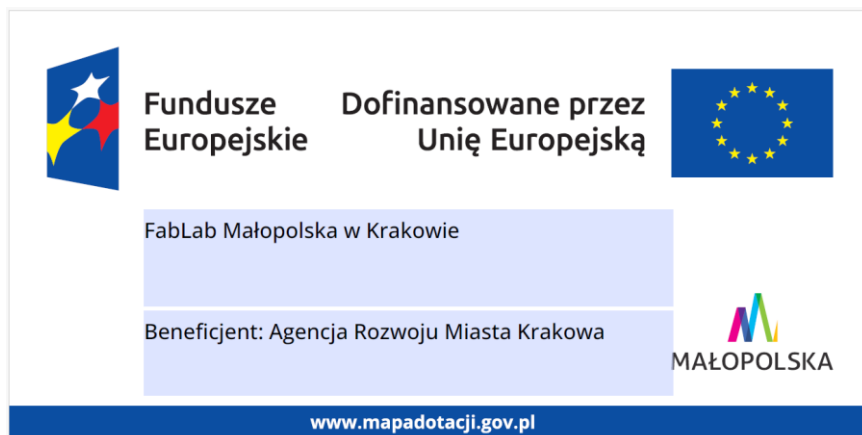 Fundusze
Europejskie
Dofinansowane przez
Unię Europejską
FabLab Małopolska w Krakowie
Beneficjent: Agencja Rozwoju Miasta Krakowa
MAŁOPOLSKA
www.mapadotacji.gov.pl